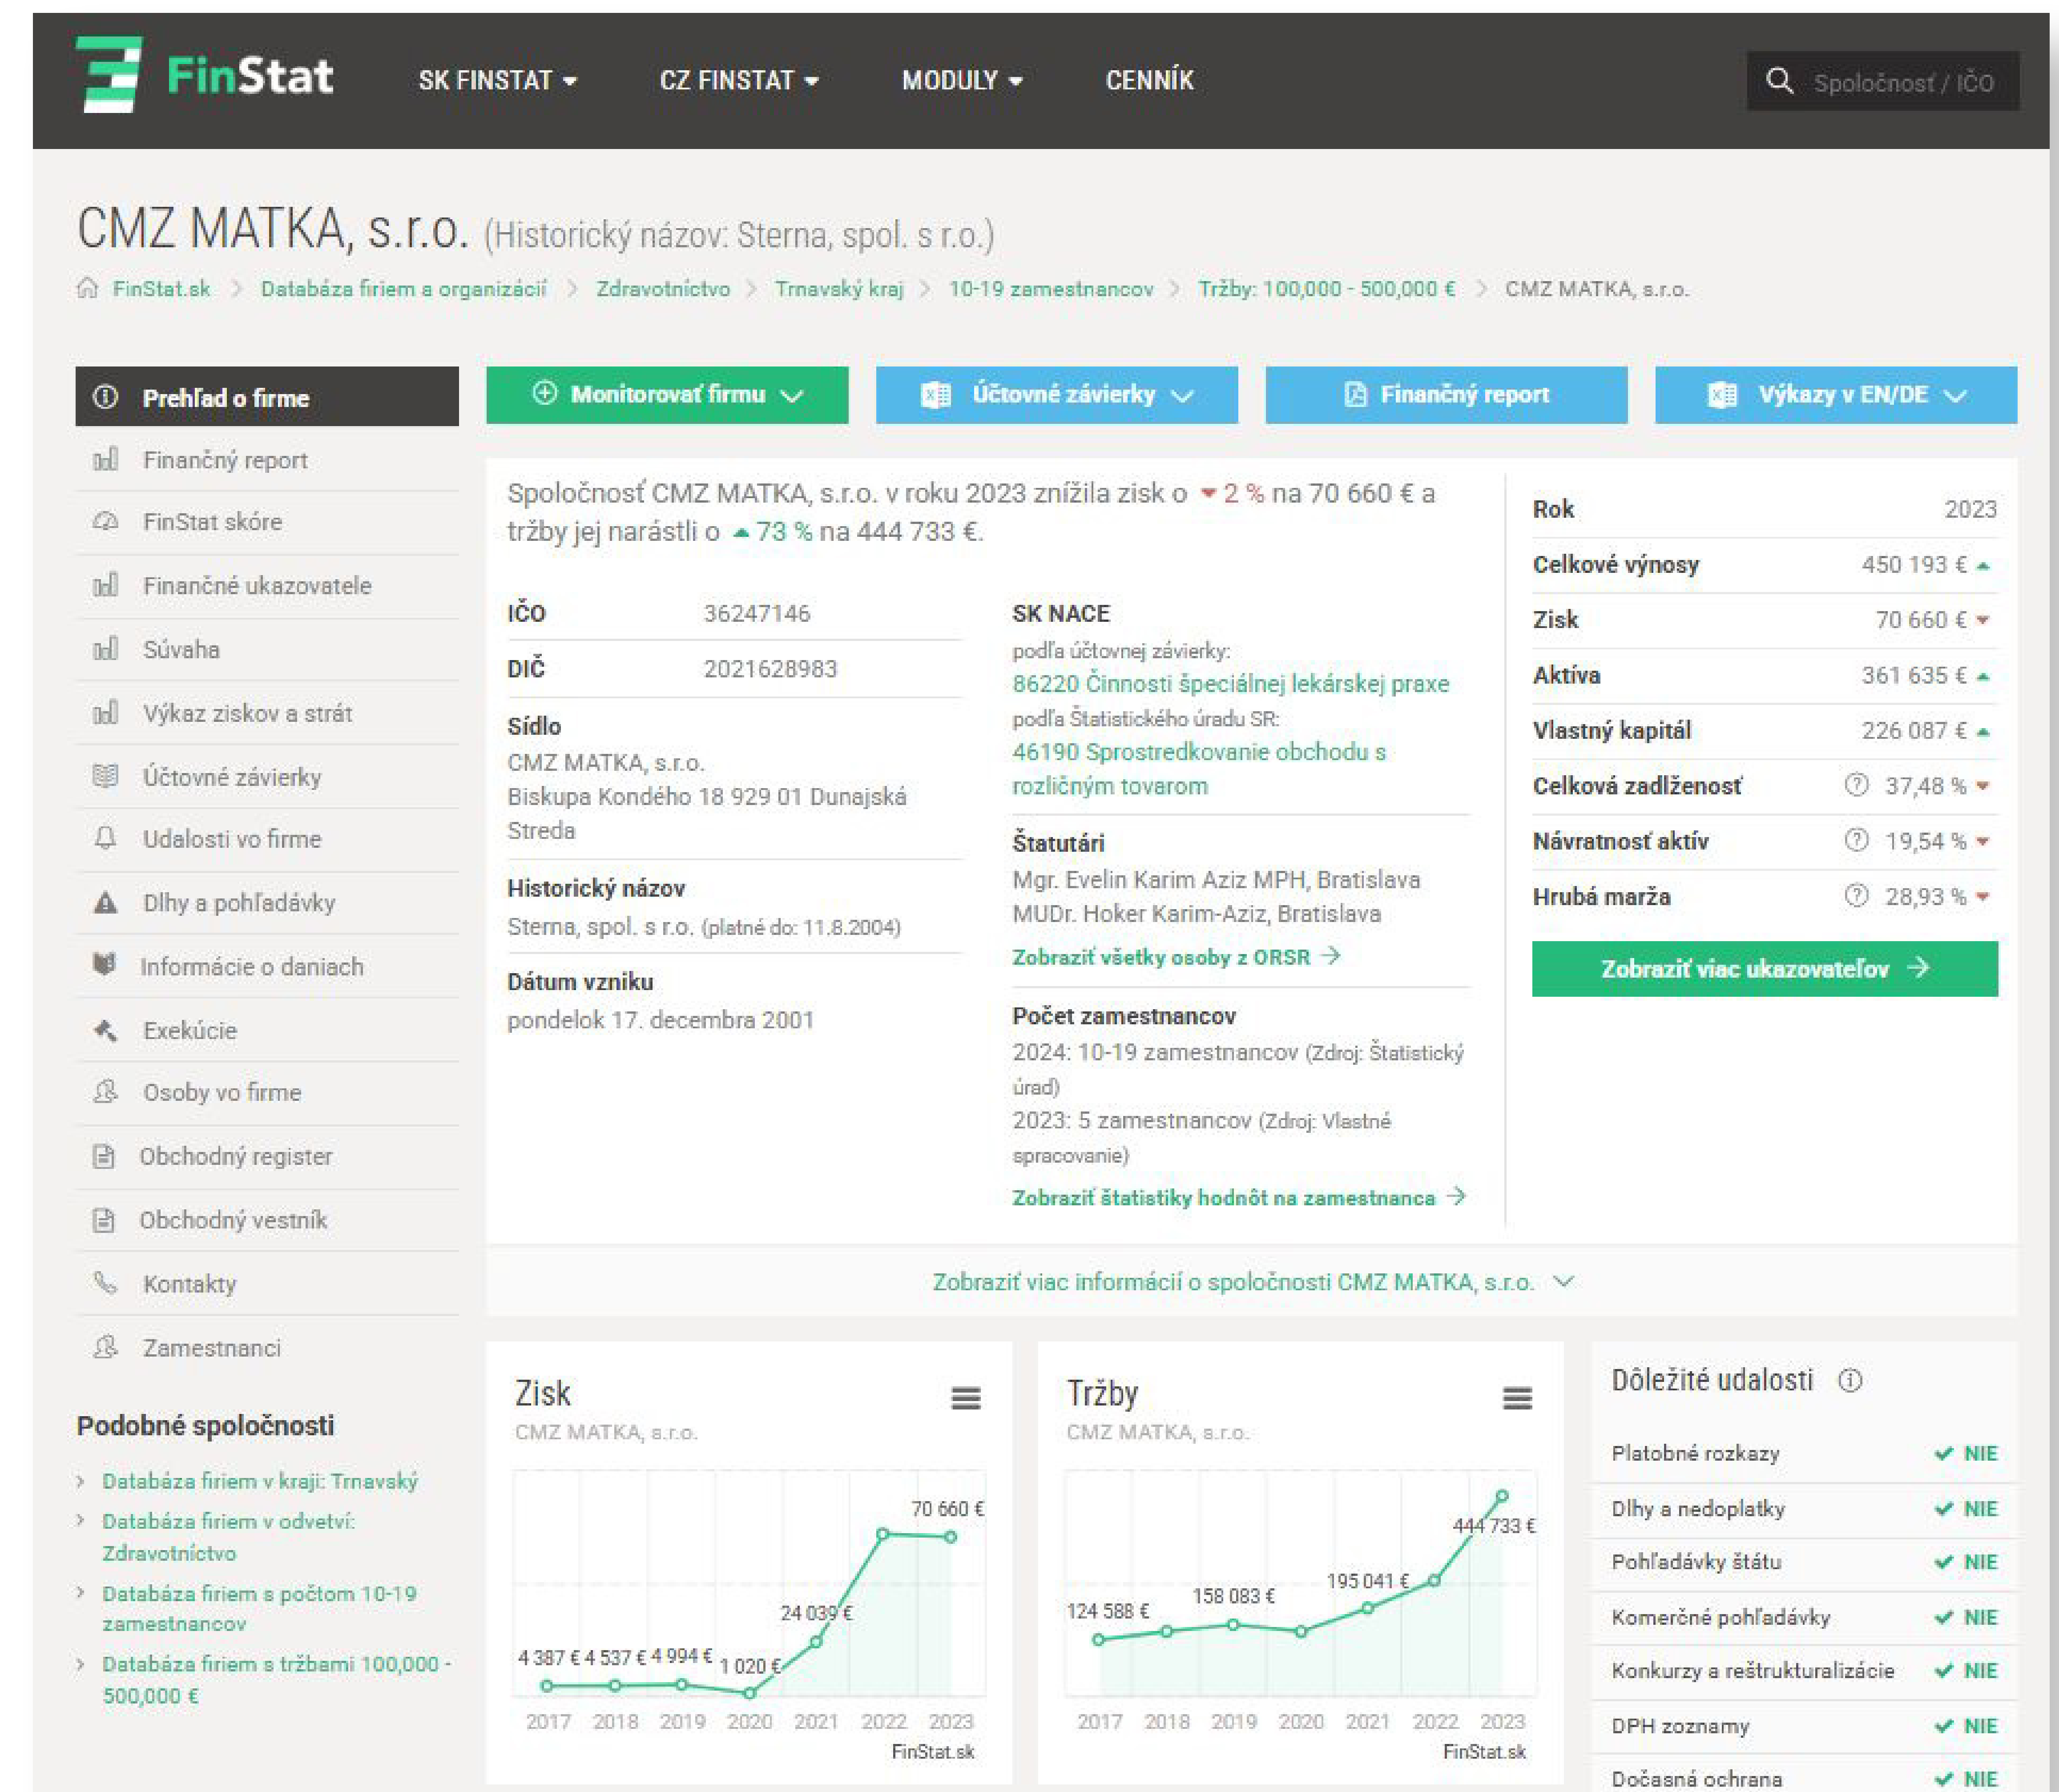 FinStat
SK FINSTAT
CZ FINSTAT
MODULY
CENNÍK
Spoločnosť / IČO
CMZ MATKA, s.r.o. (Historický názov: Sterna, spol. s r.o.)
FinStat.sk > Databáza firiem a organizácií > Zdravotníctvo > Trnavský kraj > 10-19 zamestnancov > Tržby: 100,000 - 500,000 € > CMZ MATKA, s.r.o.
Prehľad o firme
Finančný report
FinStat skóre
Finančné ukazovatele
Súvaha
Výkaz ziskov a strát
Účtovné závierky
Udalosti vo firme
Dlhy a pohľadávky
Informácie o daniach
Exekúcie
Osoby vo firme
Obchodný register
Obchodný vestník
Kontakty
Zamestnanci
Podobné spoločnosti
Databáza firiem v kraji: Trnavský
Databáza firiem v odvetví:
Zdravotníctvo
Databáza firiem s počtom 10-19
zamestnancov
Databáza firiem s tržbami 100,000 -
500,000 €
Monitorovať firmu
Účtovné závierky
Finančný report
Výkazy v EN/DE
Spoločnosť CMZ MATKA, s.r.o. v roku 2023 znížila zisk o ▼ 2 % na 70 660 € a
tržby jej narástli o ▲ 73 % na 444 733 €.
IČO 36247146
DIČ 2021628983
Sídlo
CMZ MATKA, s.r.o.
Biskupa Kondého 18 929 01 Dunajská
Streda
Historický názov
Sterna, spol. s r.o. (platné do: 11.8.2004)
Dátum vzniku
pondelok 17. decembra 2001
SK NACE
podľa účtovnej závierky:
86220 Činnosti špeciálnej lekárskej praxe
podľa Štatistického úradu SR:
46190 Sprostredkovanie obchodu s
rozličným tovarom
Štatutári
Mgr. Evelin Karim Aziz MPH, Bratislava
MUDr. Hoker Karim-Aziz, Bratislava
Zobraziť všetky osoby z ORSR →
Počet zamestnancov
2024: 10-19 zamestnancov (Zdroj: Štatistický
úrad)
2023: 5 zamestnancov (Zdroj: Vlastné
spracovanie)
Zobraziť štatistiky hodnôt na zamestnanca →
Rok 2023
Celkové výnosy 450 193 € ▲
Zisk 70 660 € ▼
Aktíva 361 635 € ▲
Vlastný kapitál 226 087 € ▲
Celková zadlženosť ? 37,48 % ▼
Návratnosť aktív ? 19,54 % ▼
Hrubá marža ? 28,93 % ▼
Zobraziť viac ukazovateľov →
Zobraziť viac informácií o spoločnosti CMZ MATKA, s.r.o.
Zisk
CMZ MATKA, s.r.o.
70 660 €
24 039 €
4 387 € 4 537 € 4 994 € 1 020 €
2017 2018 2019 2020 2021 2022 2023
FinStat.sk
Tržby
CMZ MATKA, s.r.o.
444 733 €
195 041 €
158 083 €
124 588 €
2017 2018 2019 2020 2021 2022 2023
FinStat.sk
Dôležité udalosti
Platobné rozkazy NIE
Dlhy a nedoplatky NIE
Pohľadávky štátu NIE
Komerčné pohľadávky NIE
Konkurzy a reštrukturalizácie NIE
DPH zoznamy NIE
Dočasná ochrana NIE